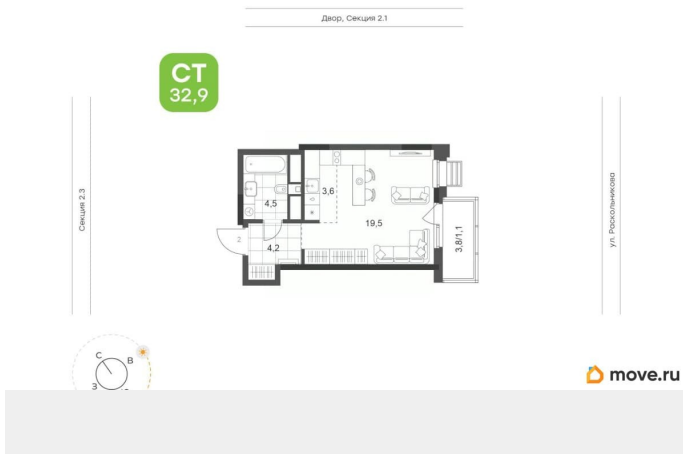 Двор, Секция 2.1
СТ
32,9
Секция 2.3
ул. Раскольникова
3,6
4,5
19,5
4,2
2
3,8/1,1
С
В
З
move.ru